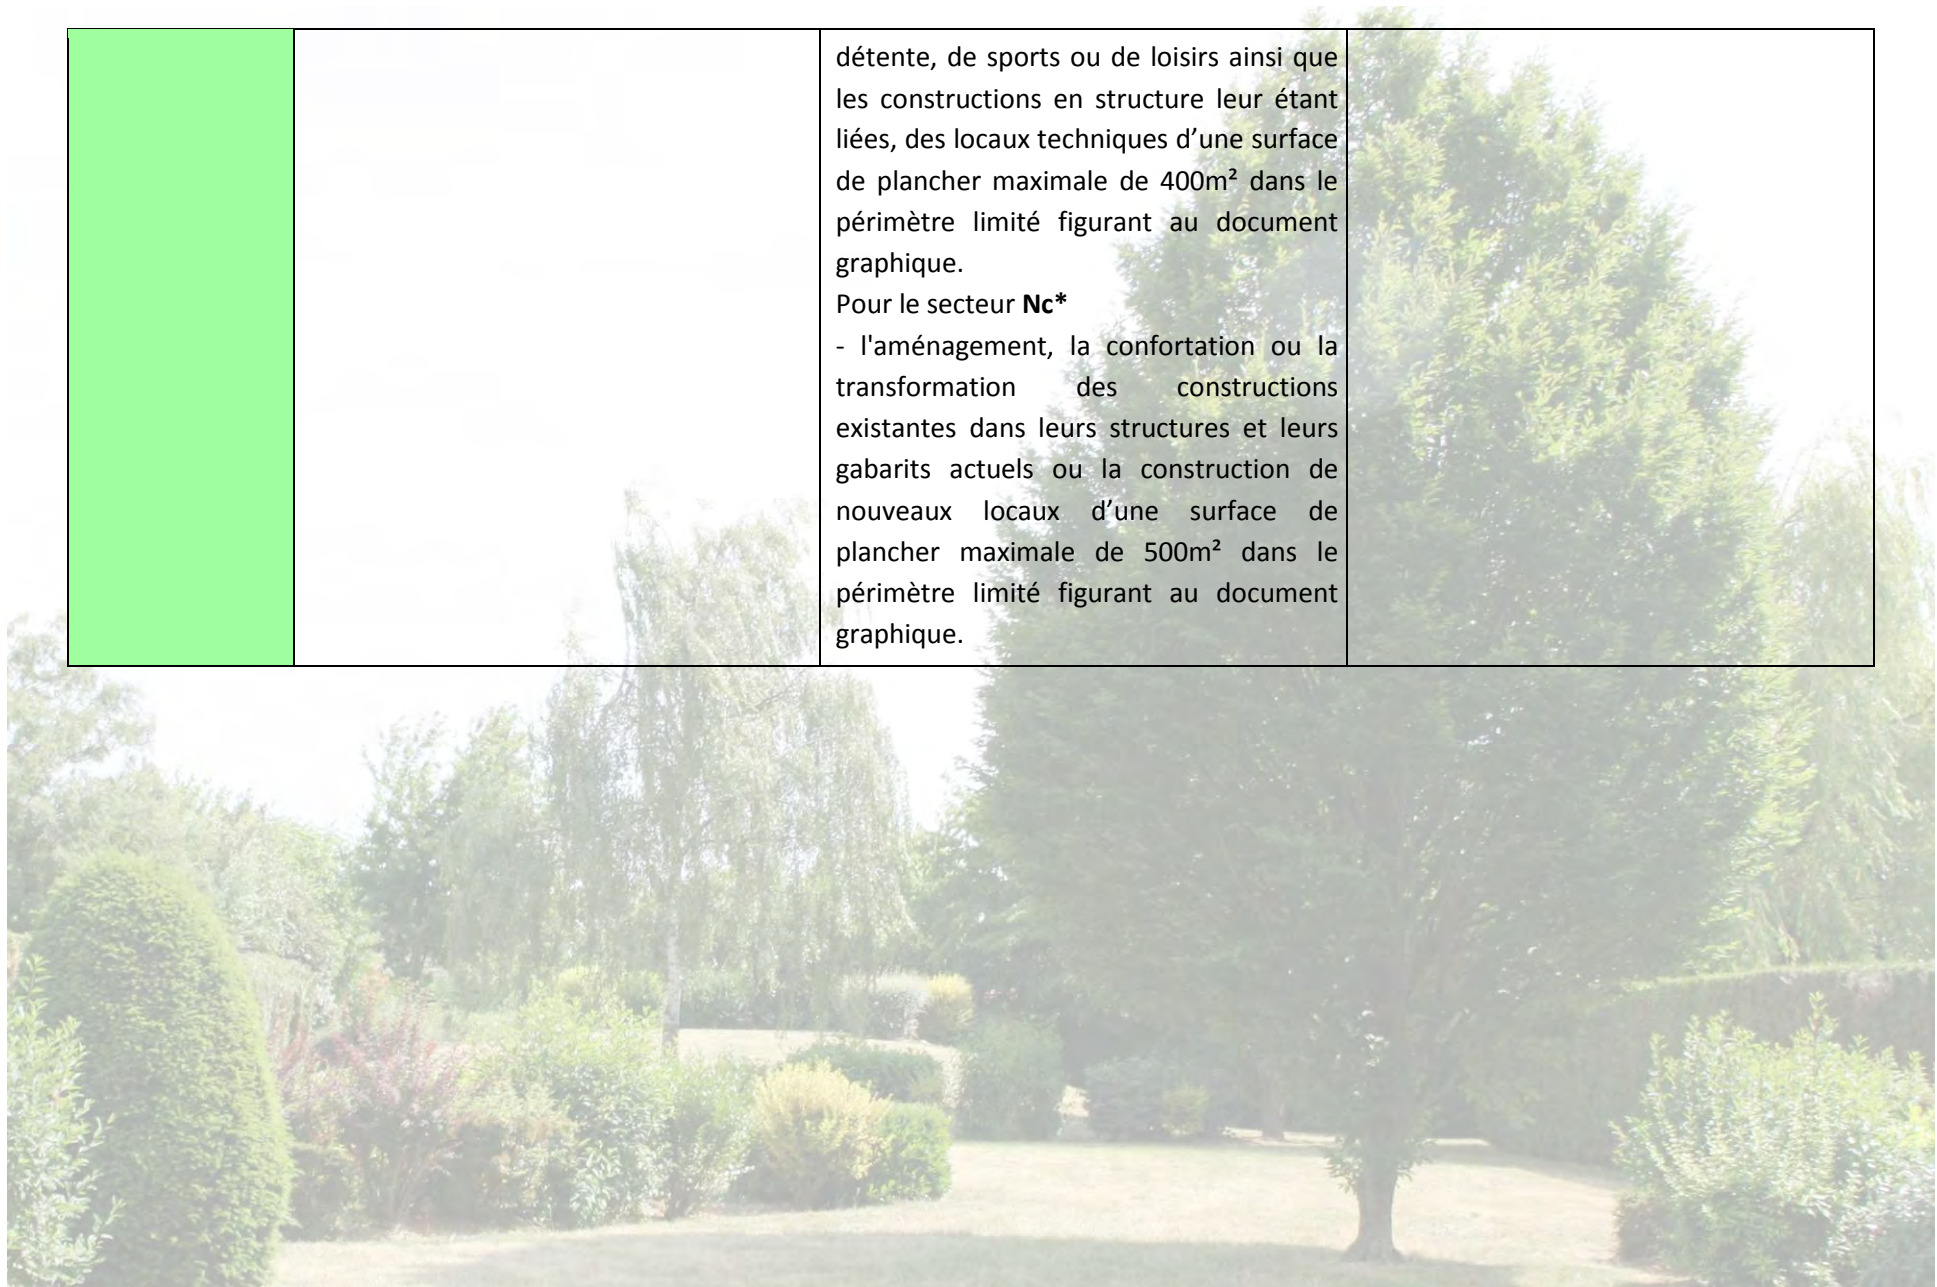 détente, de sports ou de loisirs ainsi que
les constructions en structure leur étant
liées, des locaux techniques d’une surface
de plancher maximale de 400m² dans le
périmètre limité figurant au document
graphique.
Pour le secteur Nc*
- l'aménagement, la confortation ou la
transformation des constructions
existantes dans leurs structures et leurs
gabarits actuels ou la construction de
nouveaux locaux d’une surface de
plancher maximale de 500m² dans le
périmètre limité figurant au document
graphique.